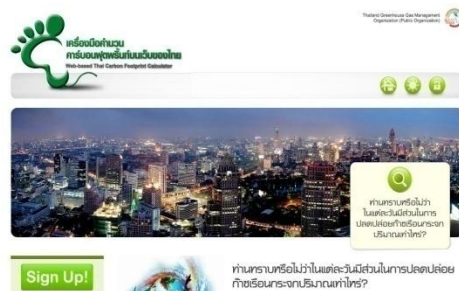 Thailand Greenhouse Gas Management
Organization (Public Organization)
เครื่องมือคำนวณ
คาร์บอนฟุตพริ้นท์บนเว็บของไทย
Web-based Thai Carbon Footprint Calculator
ท่านทราบหรือไม่ว่า
ในแต่ละวันมีส่วนในการ
ปลดปล่อยก๊าซเรือนกระจก
ปริมาณเท่าไหร่?
Sign Up!
ท่านทราบหรือไม่ว่าในแต่ละวันมีส่วนในการปลดปล่อย
ก๊าซเรือนกระจกปริมาณเท่าไหร่?